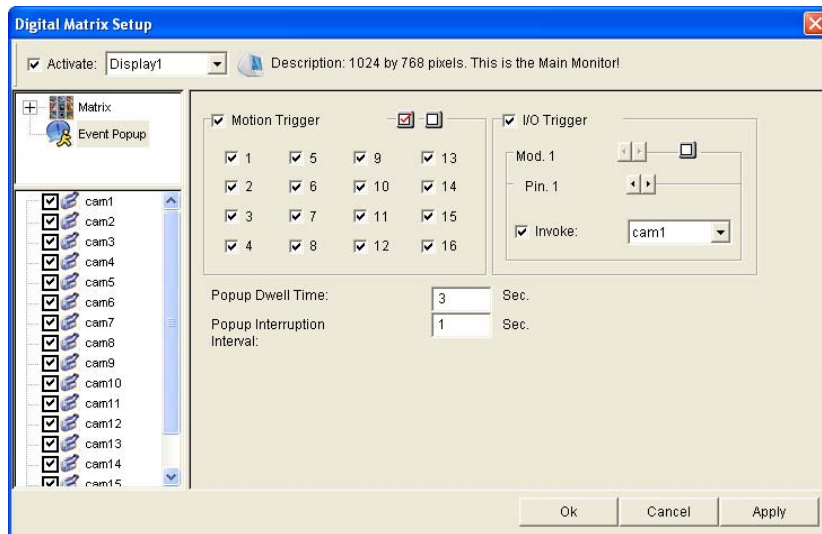 Digital Matrix Setup
Activate: Display1 Description: 1024 by 768 pixels. This is the Main Monitor!
Matrix
Event Popup
cam1
cam2
cam3
cam4
cam5
cam6
cam7
cam8
cam9
cam10
cam11
cam12
cam13
cam14
cam15
Motion Trigger
1 5 9 13
2 6 10 14
3 7 11 15
4 8 12 16
I/O Trigger
Mod. 1
Pin. 1
Invoke: cam1
Popup Dwell Time: 3 Sec.
Popup Interruption
Interval: 1 Sec.
Ok Cancel Apply